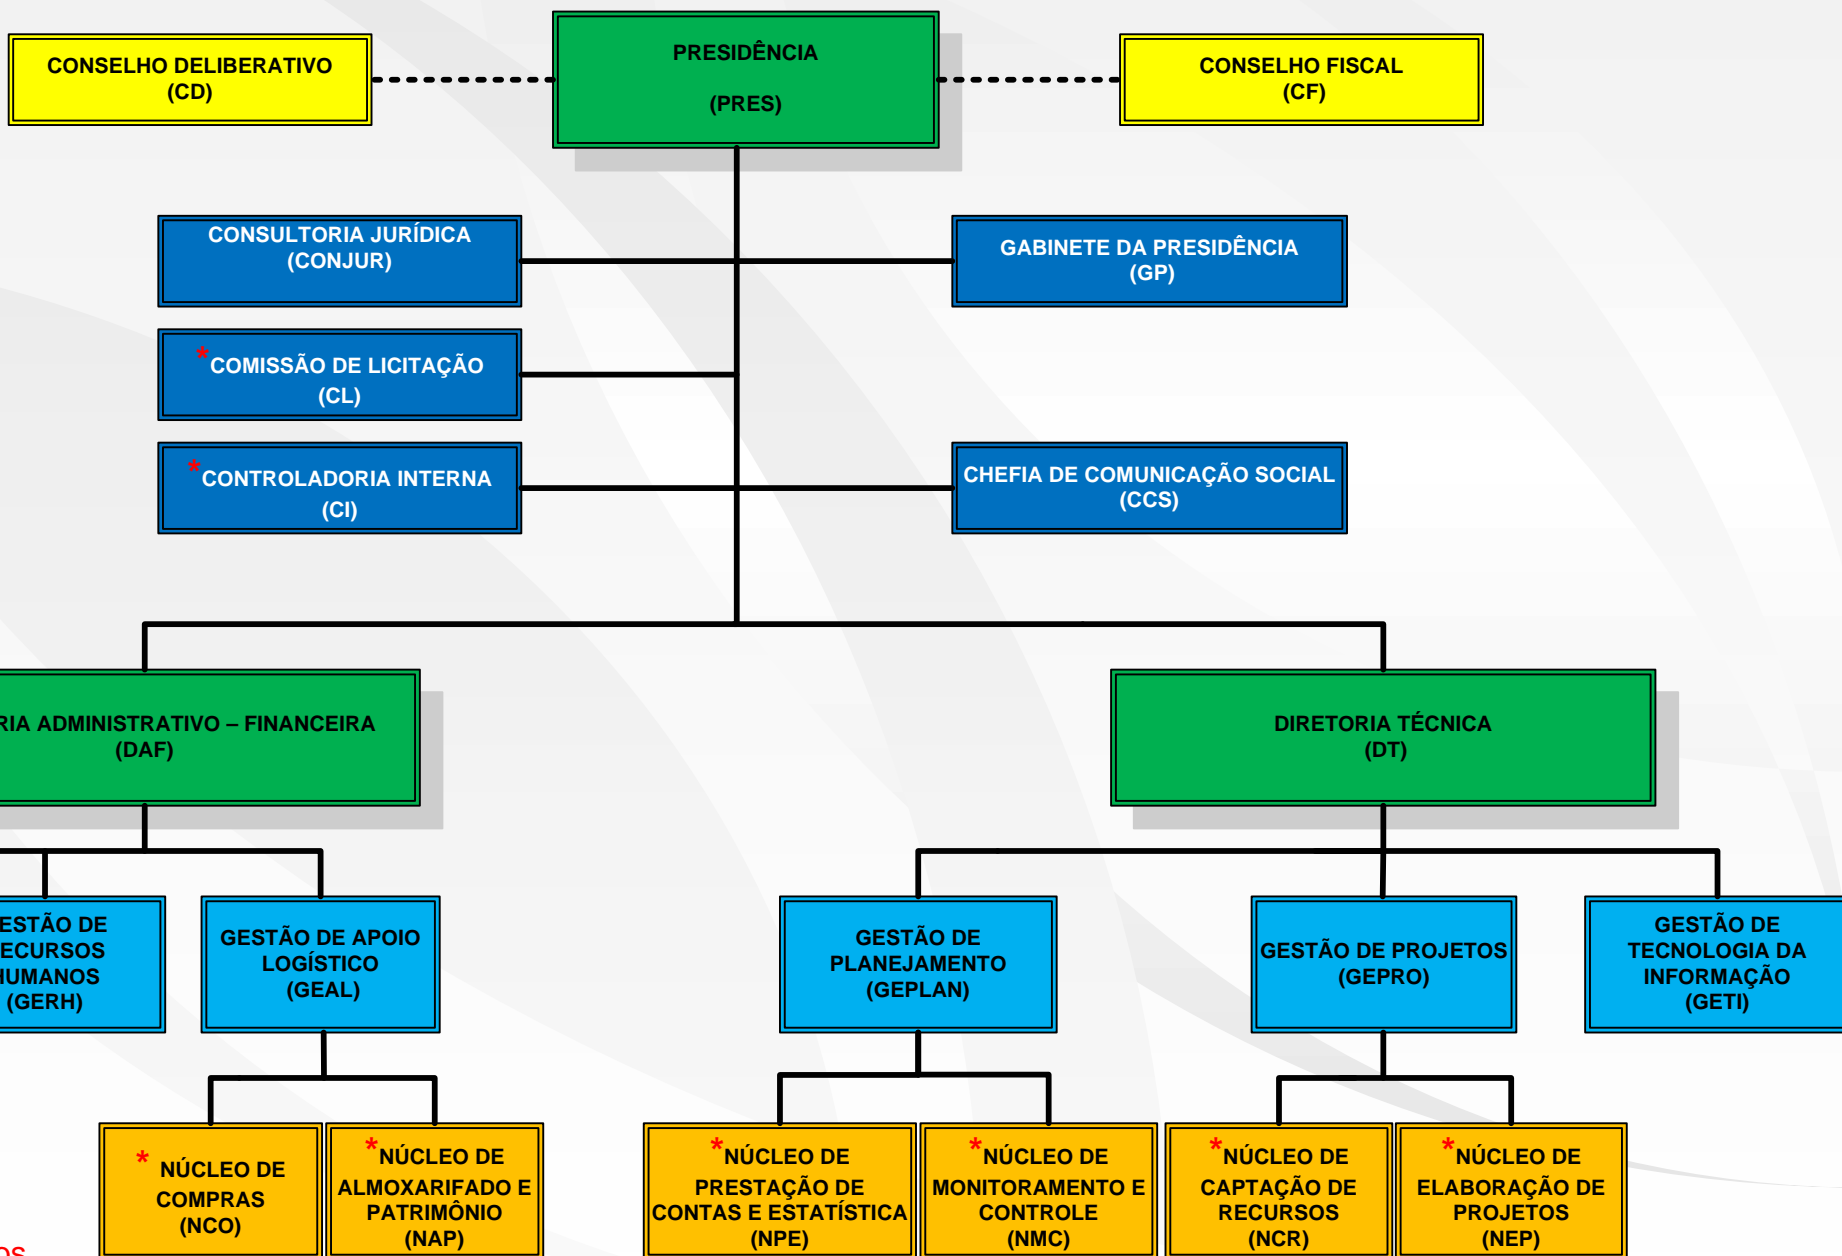 CONSELHO DELIBERATIVO
(CD)
PRESIDÊNCIA
(PRES)
CONSELHO FISCAL
(CF)
CONSULTORIA JURÍDICA
(CONJUR)
GABINETE DA PRESIDÊNCIA
(GP)
*COMISSÃO DE LICITAÇÃO
(CL)
*CONTROLADORIA INTERNA
(CI)
CHEFIA DE COMUNICAÇÃO SOCIAL
(CCS)
RIA ADMINISTRATIVO – FINANCEIRA
(DAF)
DIRETORIA TÉCNICA
(DT)
ESTÃO DE
ECURSOS
HUMANOS
(GERH)
GESTÃO DE APOIO
LOGÍSTICO
(GEAL)
GESTÃO DE
PLANEJAMENTO
(GEPLAN)
GESTÃO DE PROJETOS
(GEPRO)
GESTÃO DE
TECNOLOGIA DA
INFORMAÇÃO
(GETI)
* NÚCLEO DE
COMPRAS
(NCO)
*NÚCLEO DE
ALMOXARIFADO E
PATRIMÔNIO
(NAP)
*NÚCLEO DE
PRESTAÇÃO DE
CONTAS E ESTATÍSTICA
(NPE)
*NÚCLEO DE
MONITORAMENTO E
CONTROLE
(NMC)
*NÚCLEO DE
CAPTAÇÃO DE
RECURSOS
(NCR)
*NÚCLEO DE
ELABORAÇÃO DE
PROJETOS
(NEP)